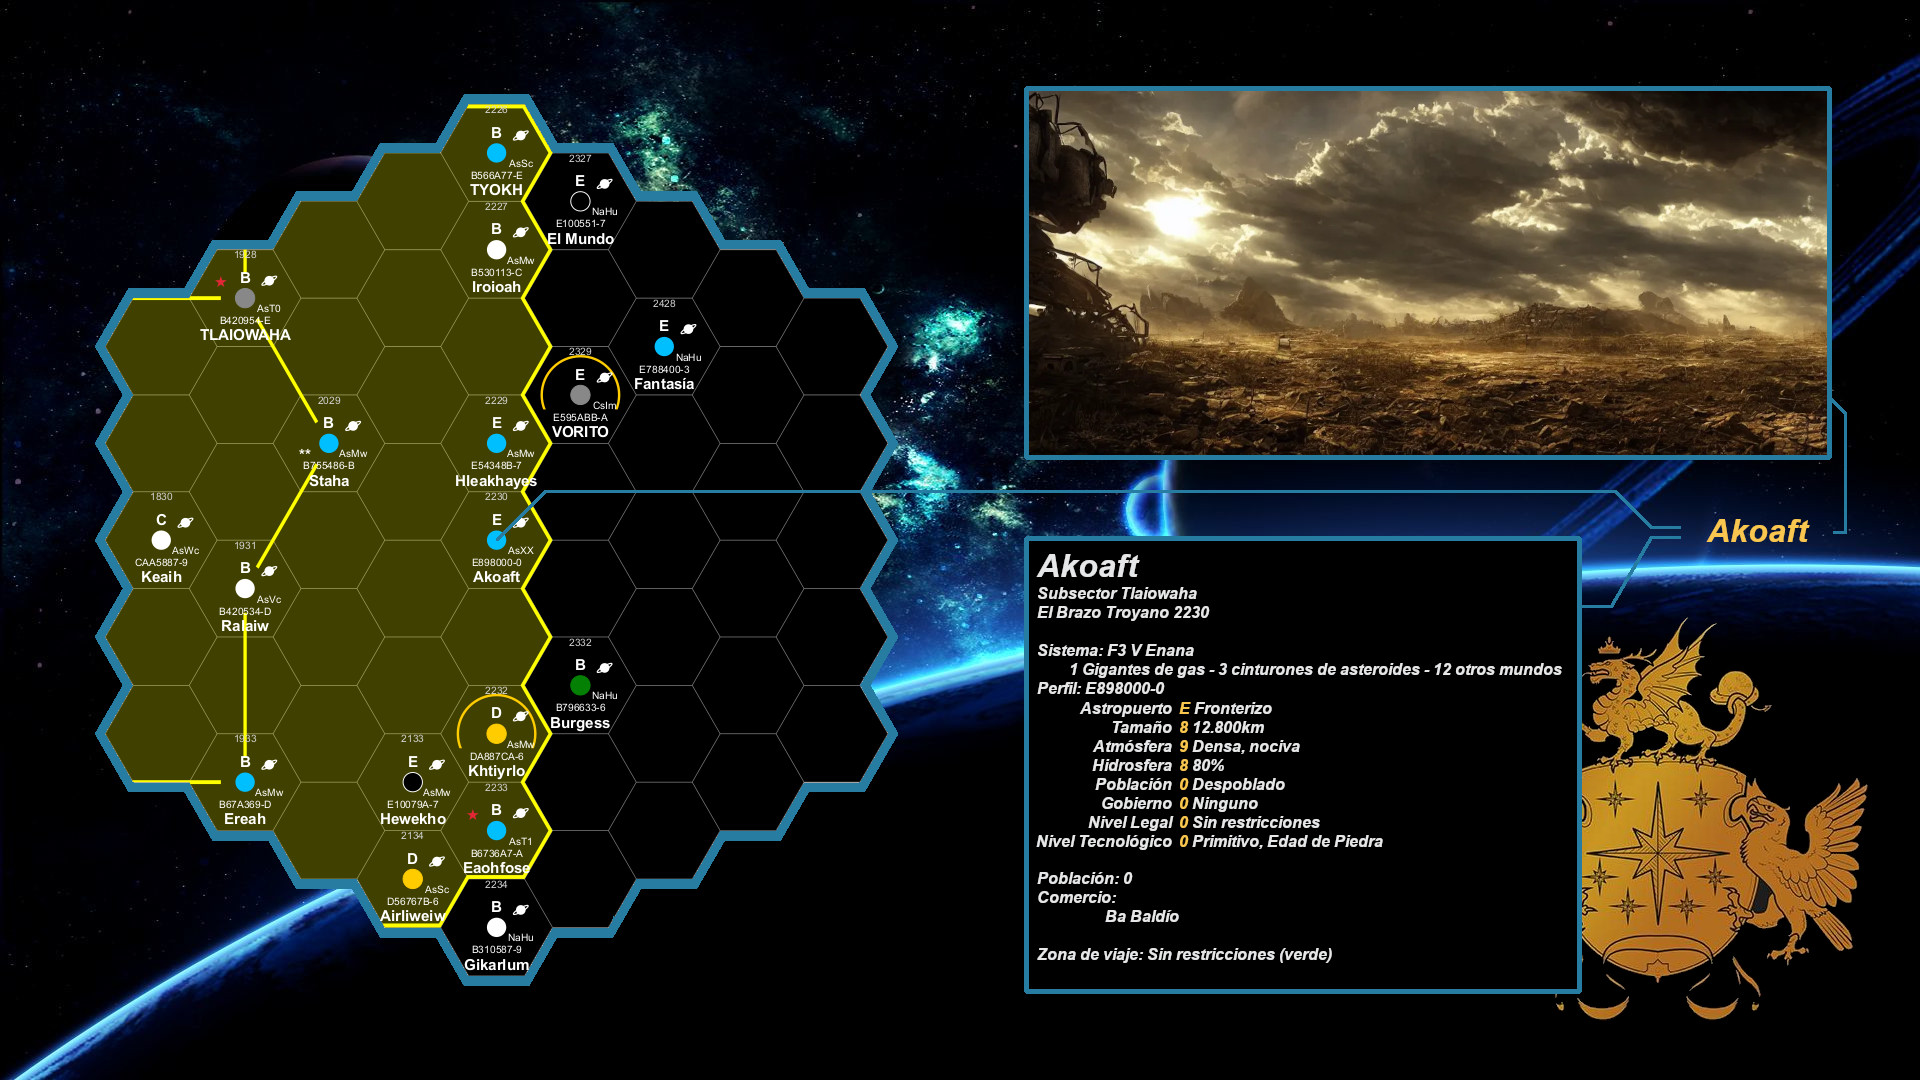 2226
B
AsSc
B566A77-E
TYOKH
2327
E
NaHu
E100551-7
El Mundo
2227
B
AsMw
B530113-C
Iroioah
1928
B
AsT0
B420954-E
TLAIOWAHA
2428
E
NaHu
E788400-3
Fantasía
2329
E
CsIm
E595ABB-A
VORITO
2029
B
** AsMw
B755486-B
Staha
2229
E
AsMw
E54348B-7
Hleakhayes
1830
C
AsWc
CAA5887-9
Keaih
2230
E
AsXX
E898000-0
Akoaft
1931
B
AsVc
B420534-D
Ralaiw
2332
B
NaHu
B796633-6
Burgess
2232
D
AsMw
DA887CA-6
Khtiyrlo
1933
B
AsMw
B67A369-D
Ereah
2133
E
AsMw
E10079A-7
Hewekho
2233
B
AsT1
B6736A7-A
Eaohfose
2134
D
AsSc
D56767B-6
Airliweiw
2234
B
NaHu
B310587-9
Gikarlum
Akoaft
Akoaft
Subsector Tlaiowaha
El Brazo Troyano 2230
Sistema: F3 V Enana
1 Gigantes de gas - 3 cinturones de asteroides - 12 otros mundos
Perfil: E898000-0
Astropuerto E Fronterizo
Tamaño 8 12.800km
Atmósfera 9 Densa, nociva
Hidrosfera 8 80%
Población 0 Despoblado
Gobierno 0 Ninguno
Nivel Legal 0 Sin restricciones
Nivel Tecnológico 0 Primitivo, Edad de Piedra
Población: 0
Comercio:
Ba Baldío
Zona de viaje: Sin restricciones (verde)